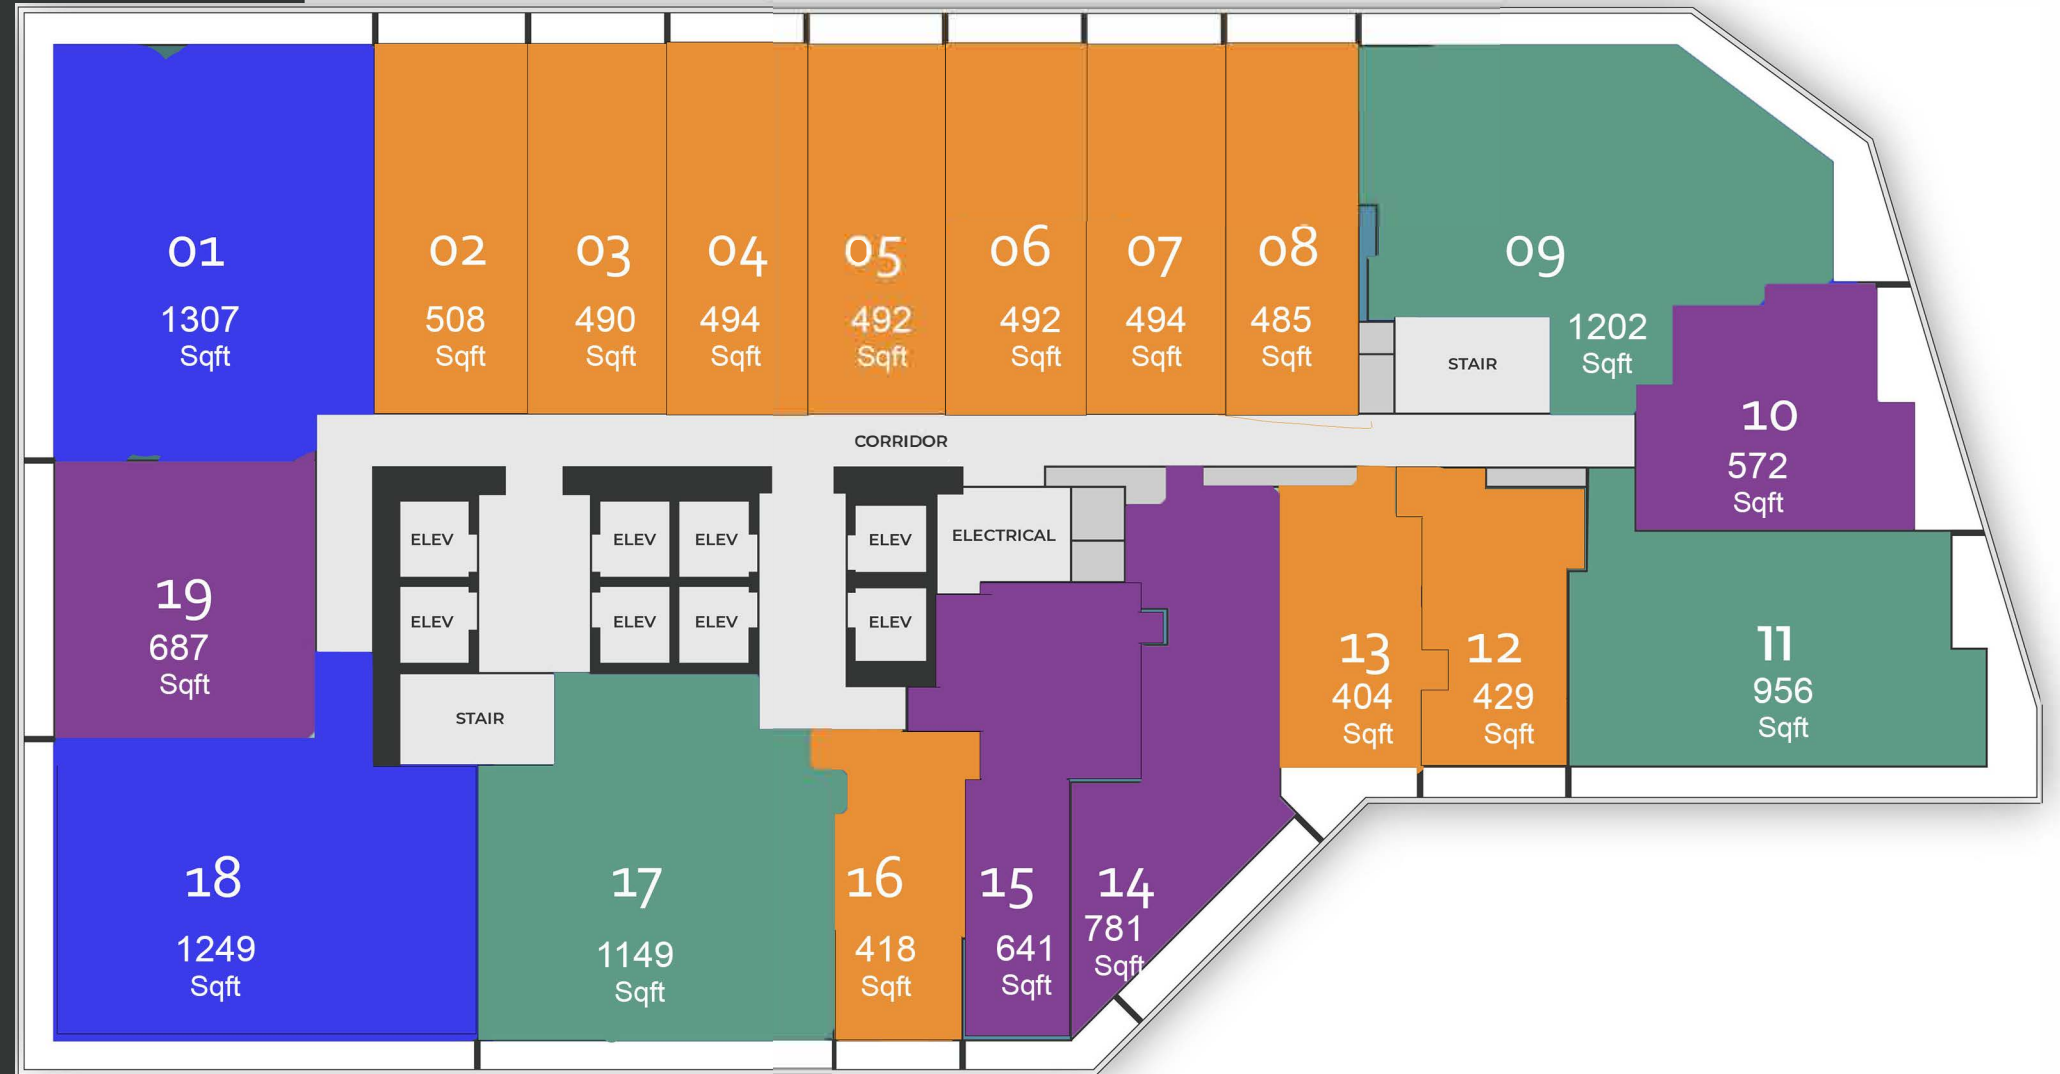 01
1307
Sqft
02
508
Sqft
03
490
Sqft
04
494
Sqft
05
492
Sqft
06
492
Sqft
07
494
Sqft
08
485
Sqft
09
1202
Sqft
STAIR
10
572
Sqft
CORRIDOR
ELEV
ELEV
ELEV
ELEV
ELECTRICAL
ELEV
ELEV
ELEV
ELEV
STAIR
19
687
Sqft
13
404
Sqft
12
429
Sqft
11
956
Sqft
18
1249
Sqft
17
1149
Sqft
16
418
Sqft
15
641
Sqft
14
781
Sqft